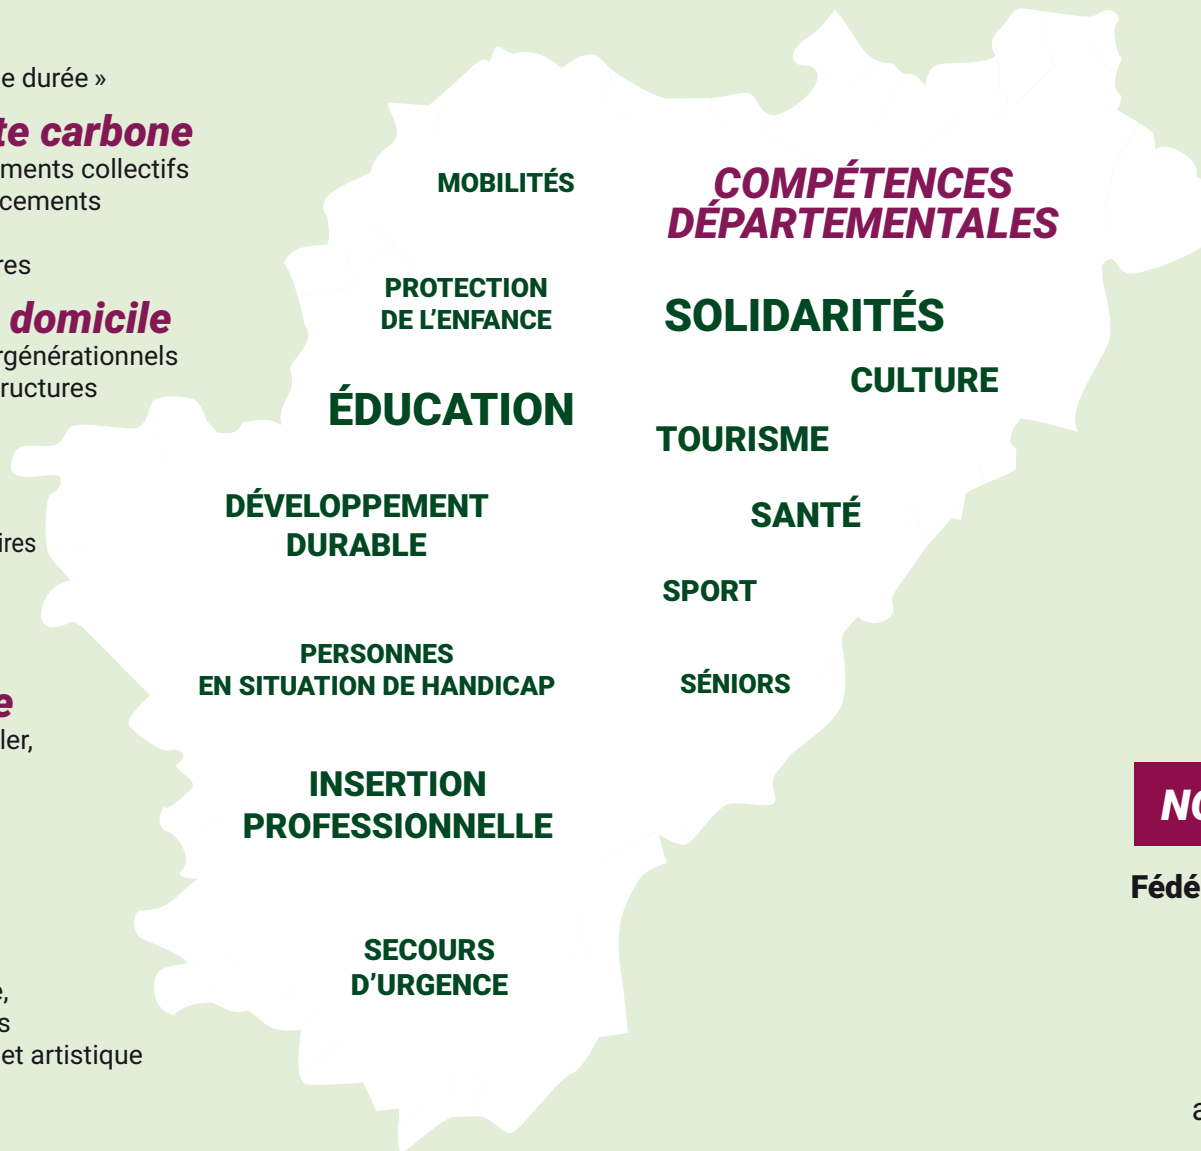 e durée »
te carbone
ments collectifs
cements
res
domicile
rgénérationnels
ructures
ires
e
ler,
e,
s
et artistique
MOBILITÉS
COMPÉTENCES
DÉPARTEMENTALES
PROTECTION
DE L’ENFANCE
SOLIDARITÉS
CULTURE
ÉDUCATION
TOURISME
DÉVELOPPEMENT
DURABLE
SANTÉ
SPORT
PERSONNES
EN SITUATION DE HANDICAP
SÉNIORS
INSERTION
PROFESSIONNELLE
SECOURS
D’URGENCE
NO
Fédé
a